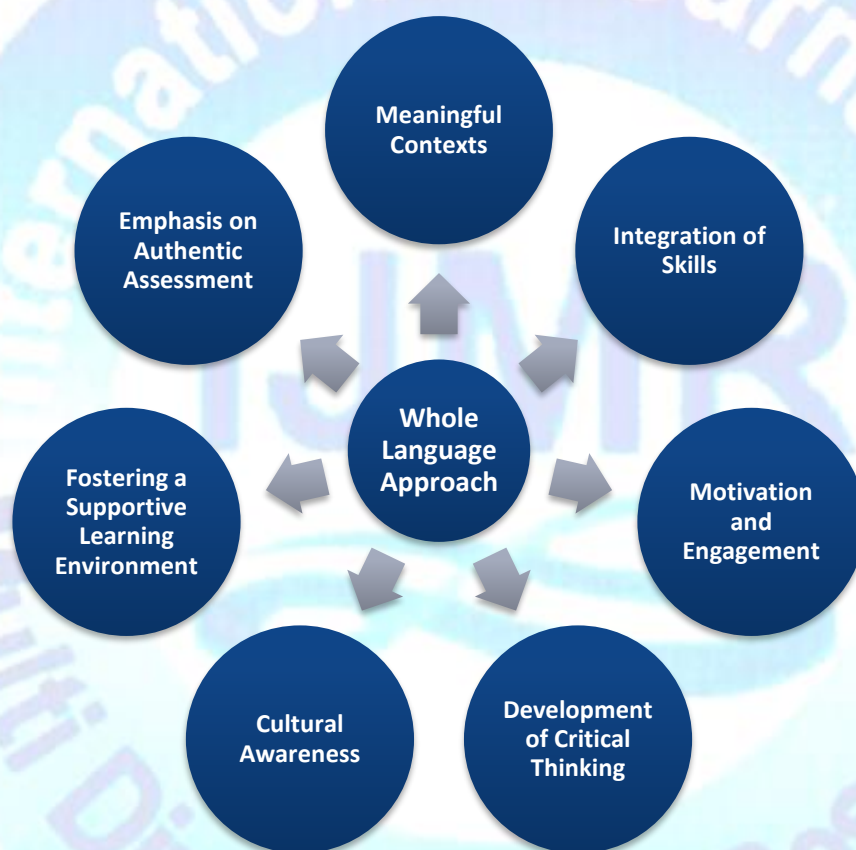 Meaningful
Contexts
Integration of
Skills
Motivation
and
Engagement
Development
of Critical
Thinking
Cultural
Awareness
Fostering a
Supportive
Learning
Environment
Emphasis on
Authentic
Assessment
Whole
Language
Approach
IJMR